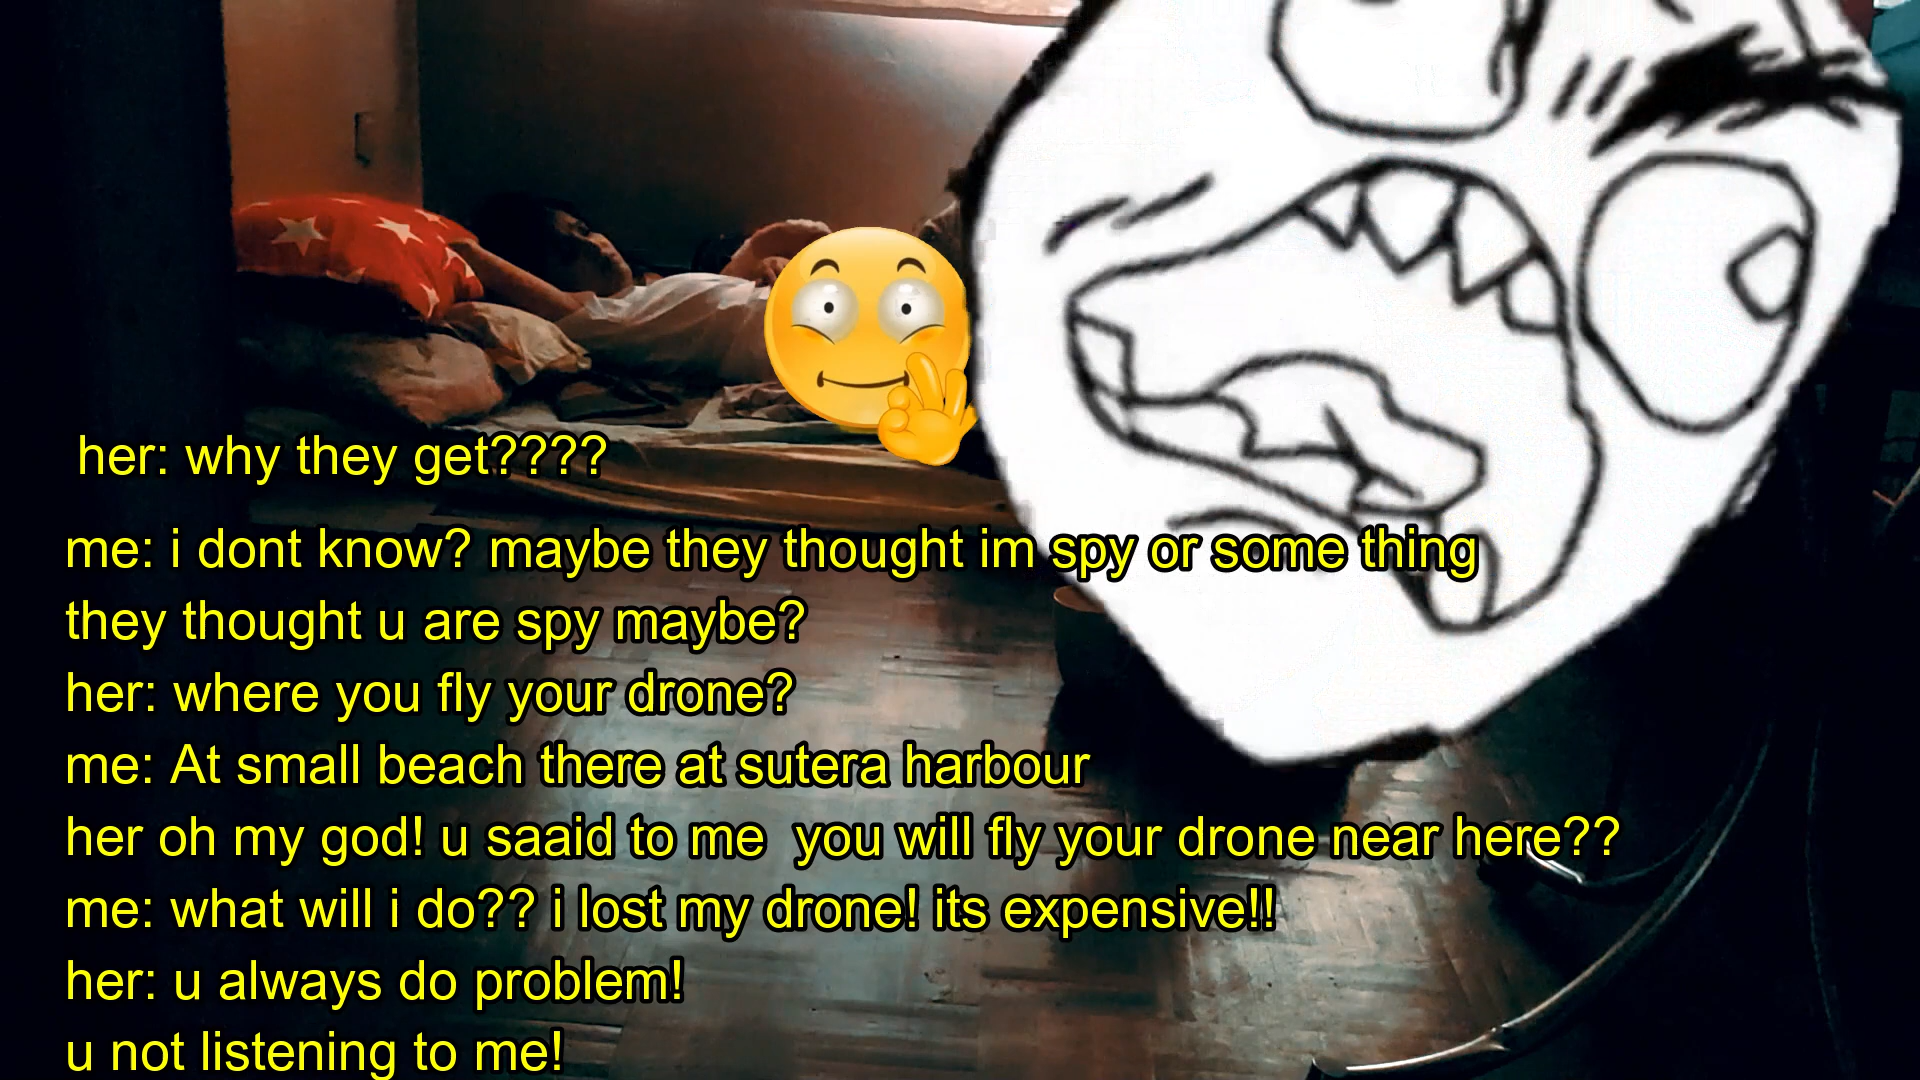 her: why they get????
me: i dont know? maybe they thought im spy or some thing
they thought u are spy maybe?
her: where you fly your drone?
me: At small beach there at sutera harbour
her oh my god! u saaid to me  you will fly your drone near here??
me: what will i do?? i lost my drone! its expensive!!
her: u always do problem!
u not listening to me!